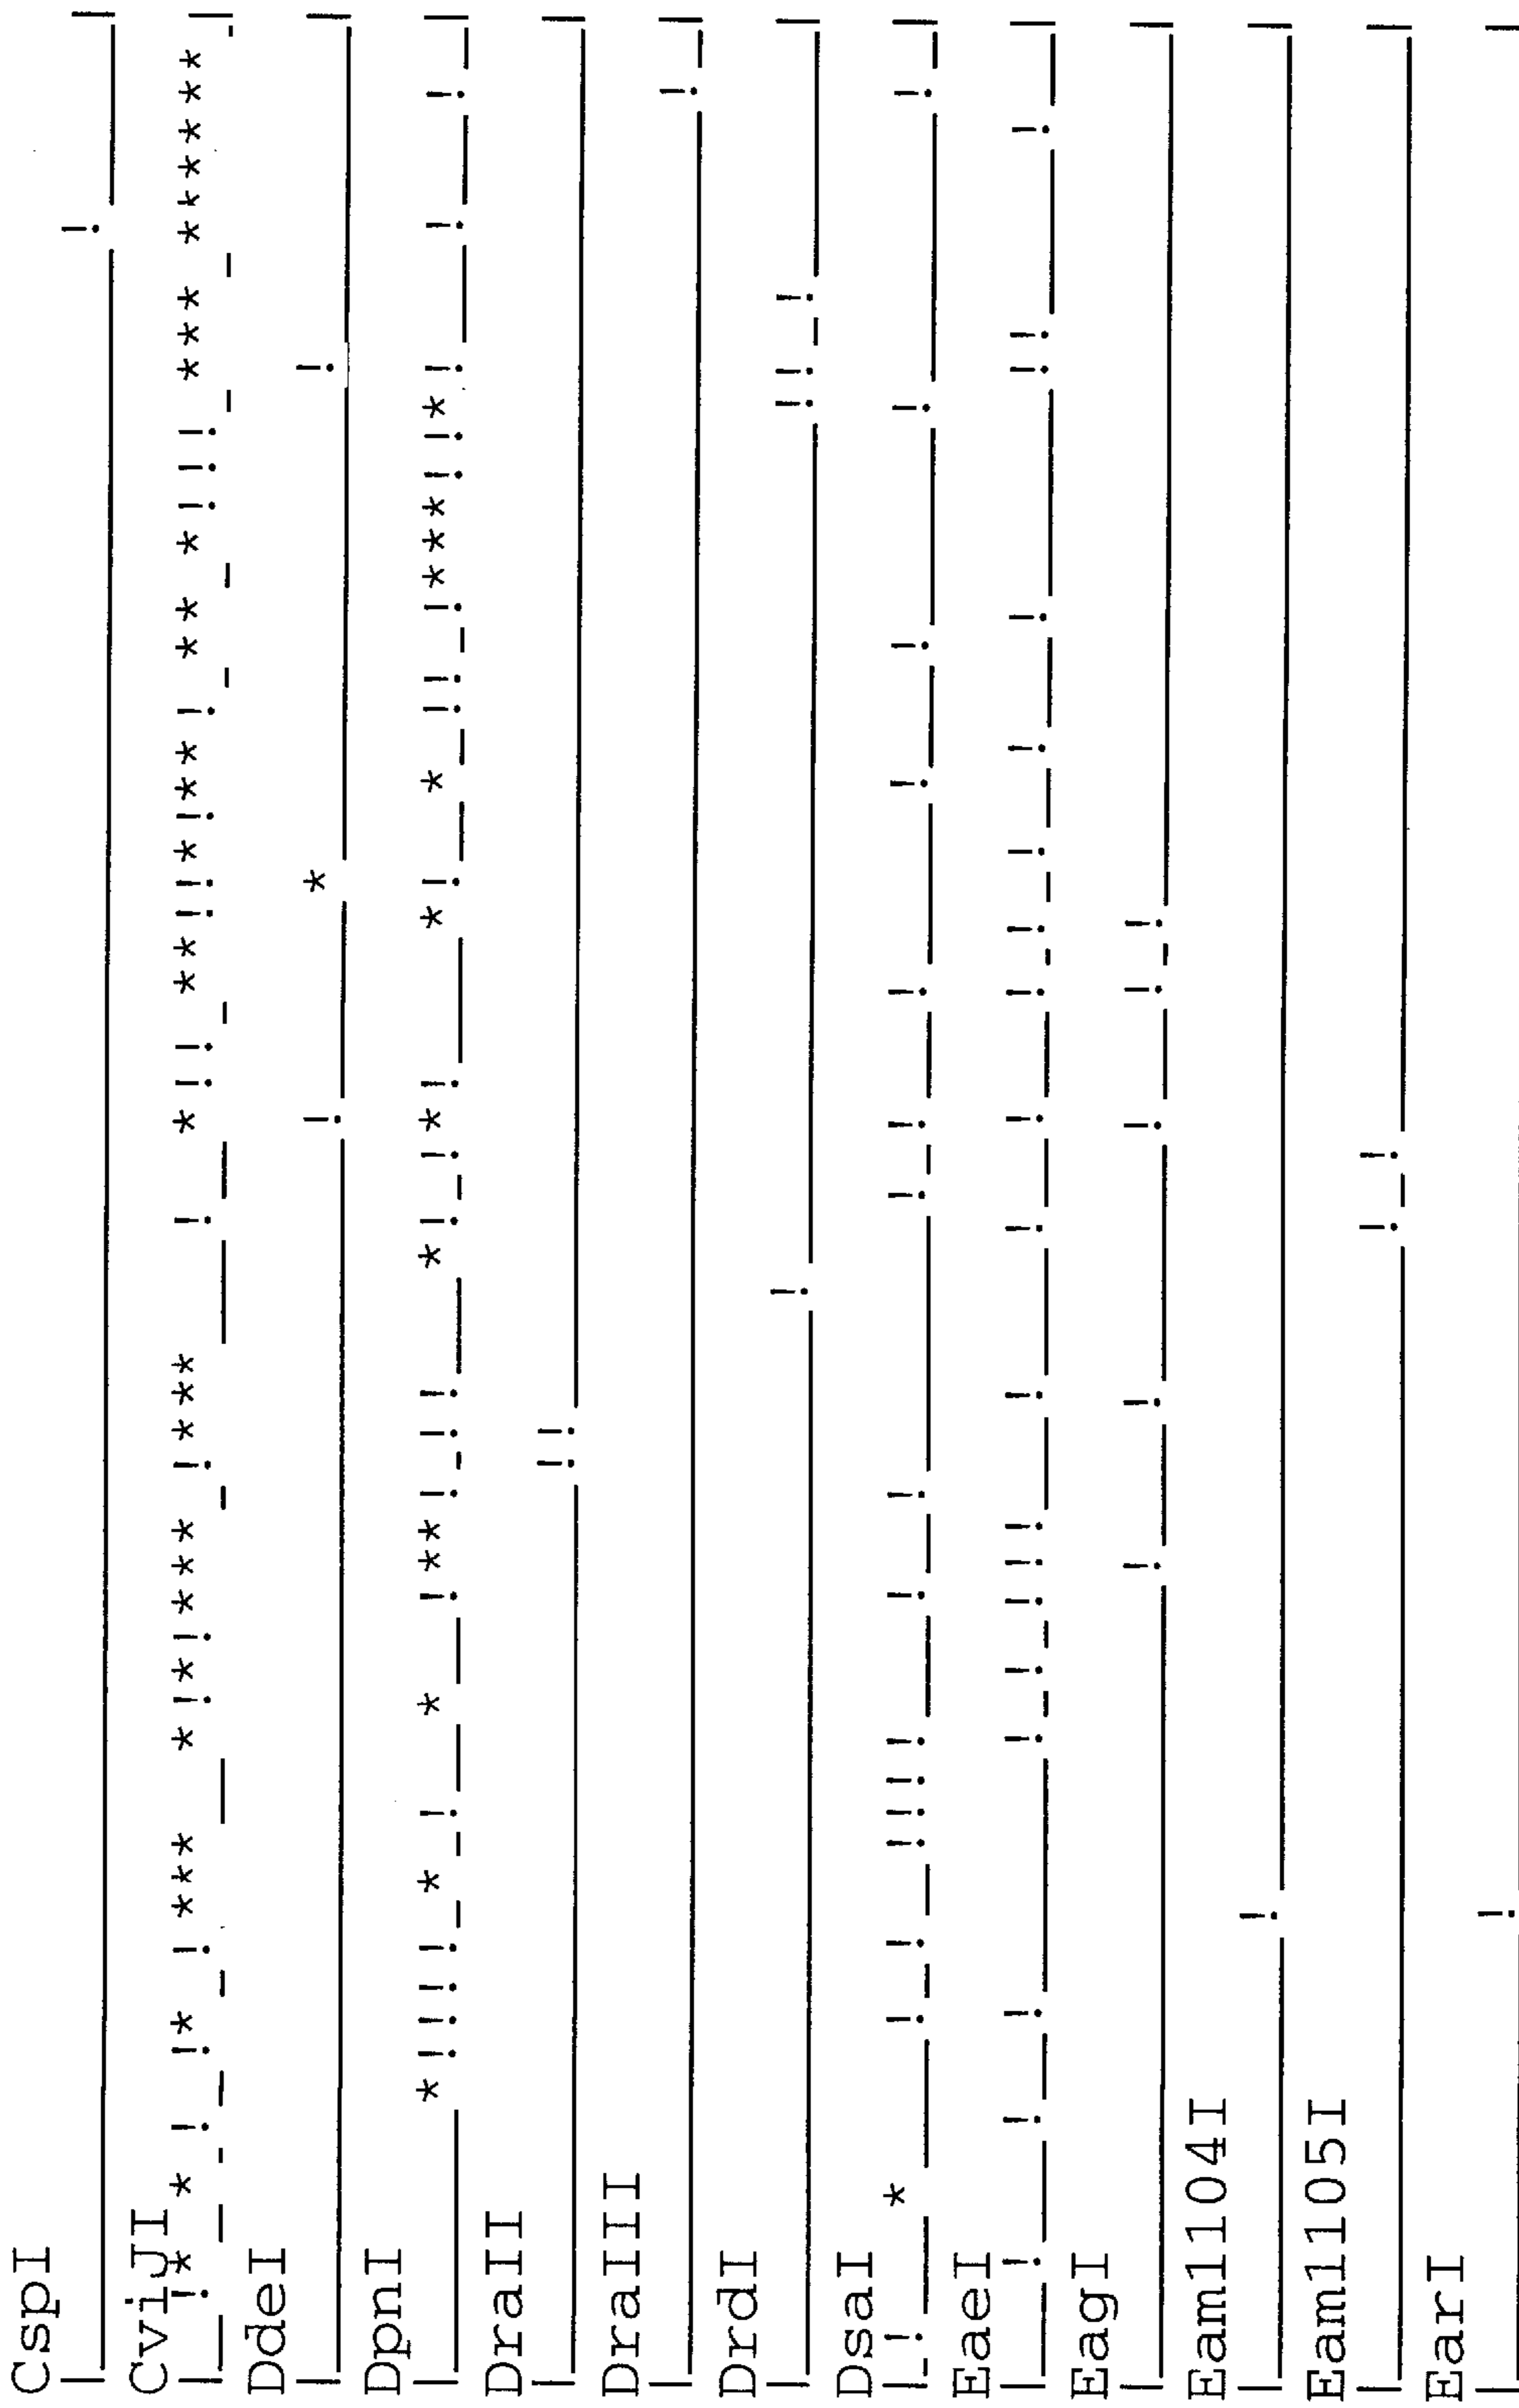 CspI
CviJI
DdeI
DpnI
DraII
DraIII
DrdI
DsaI
EaeI
EagI
Eam1104I
Eam1105I
EarI